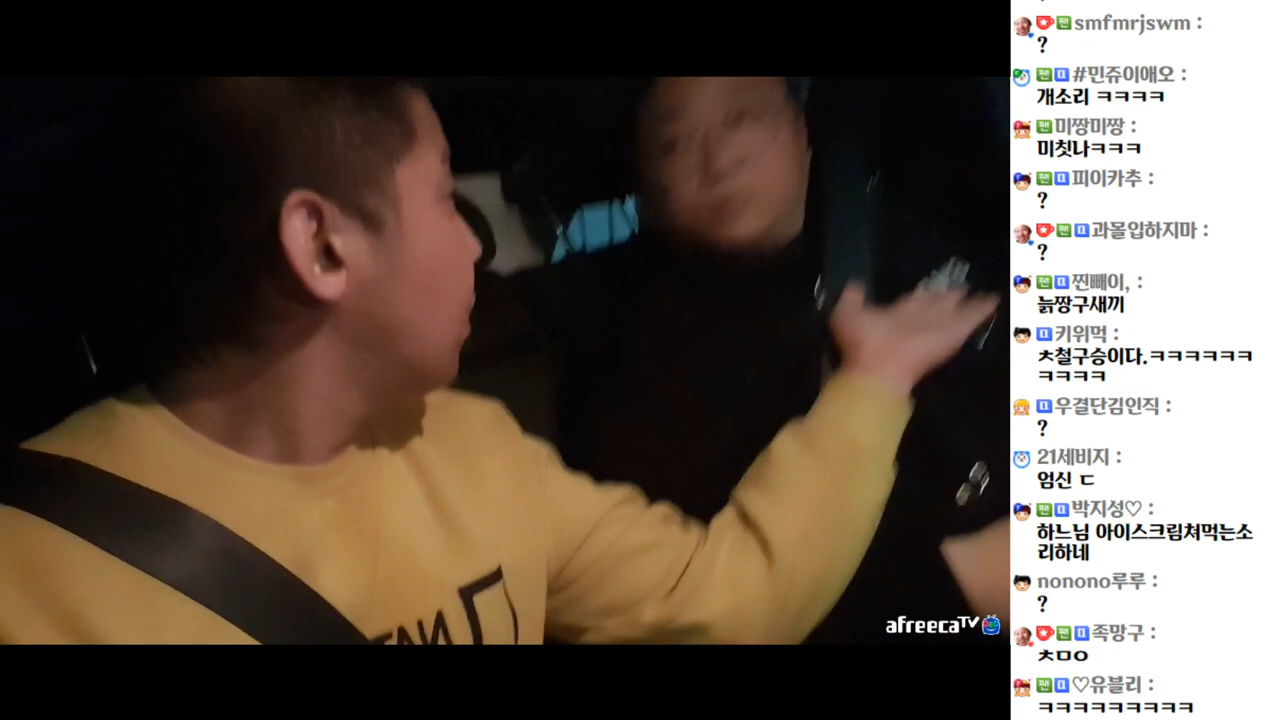 smfmrjswm :
?
#민쥬이애오 :
개소리 ㅋㅋㅋㅋ
미짱미짱 :
미칫나ㅋㅋㅋ
피이카추 :
?
과몰입하지마 :
?
찐빼이, :
늙짱구새끼
키위먹 :
ㅊ철구승이다.ㅋㅋㅋㅋㅋㅋ
ㅋㅋㅋㅋ
우결단김인직 :
?
21세비지 :
엄신 ㄷ
박지성♡ :
하느님 아이스크림쳐먹는소
리하네
nonono루루 :
?
족망구 :
ㅊㅁㅇ
♡유블리 :
ㅋㅋㅋㅋㅋㅋㅋㅋㅋ
afreecaTV